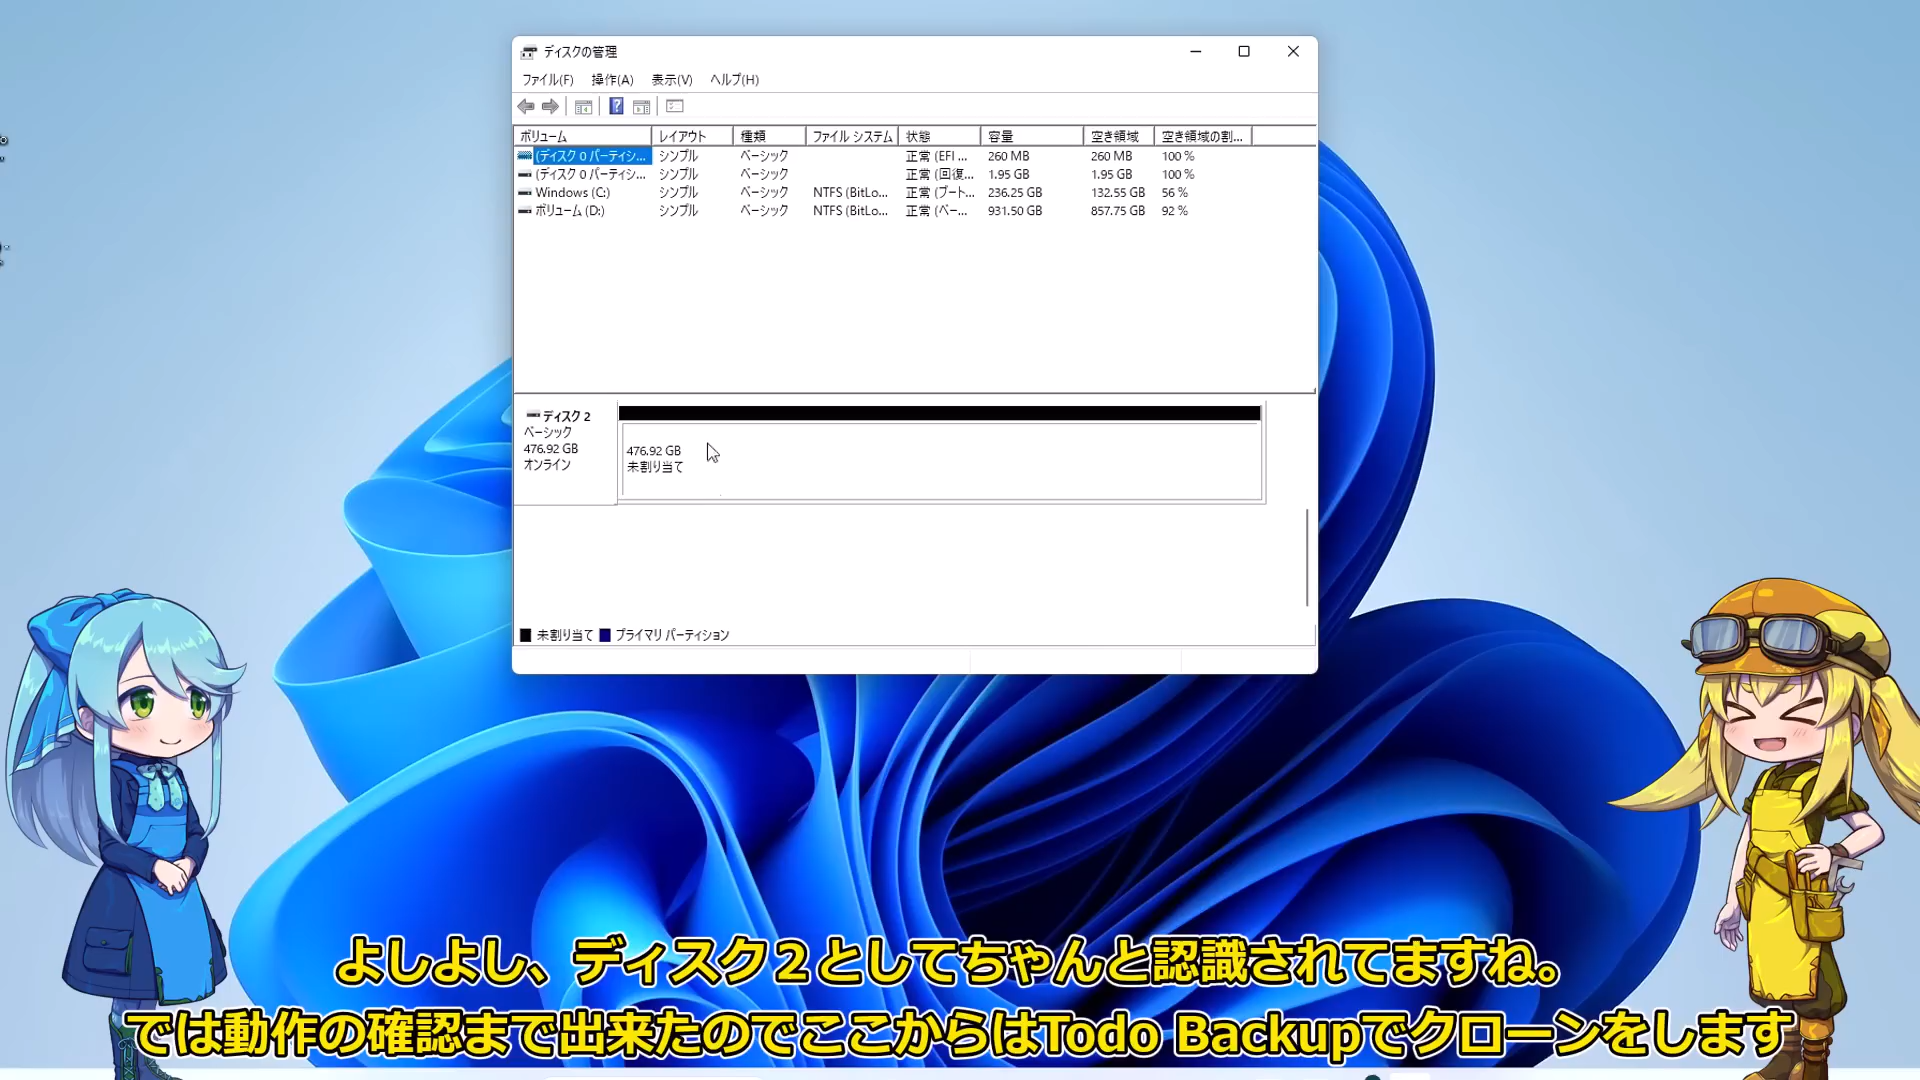 ディスクの管理
ファイル(F) 操作(A) 表示(V) ヘルプ(H)
ボリューム レイアウト 種類 ファイル システム 状態 容量 空き領域 空き領域の割...
(ディスク 0 パーティシ... シンプル ベーシック 正常 (EFI ... 260 MB 260 MB 100 %
(ディスク 0 パーティシ... シンプル ベーシック 正常 (回復... 1.95 GB 1.95 GB 100 %
Windows (C:) シンプル ベーシック NTFS (BitLo... 正常 (ブート... 236.25 GB 132.55 GB 56 %
ボリューム (D:) シンプル ベーシック NTFS (BitLo... 正常 (ベー... 931.50 GB 857.75 GB 92 %
ディスク 2
ベーシック
476.92 GB
オンライン
476.92 GB
未割り当て
未割り当て プライマリ パーティション
よしよし、ディスク２としてちゃんと認識されてますね。
では動作の確認まで出来たのでここからはTodo Backupでクローンをします